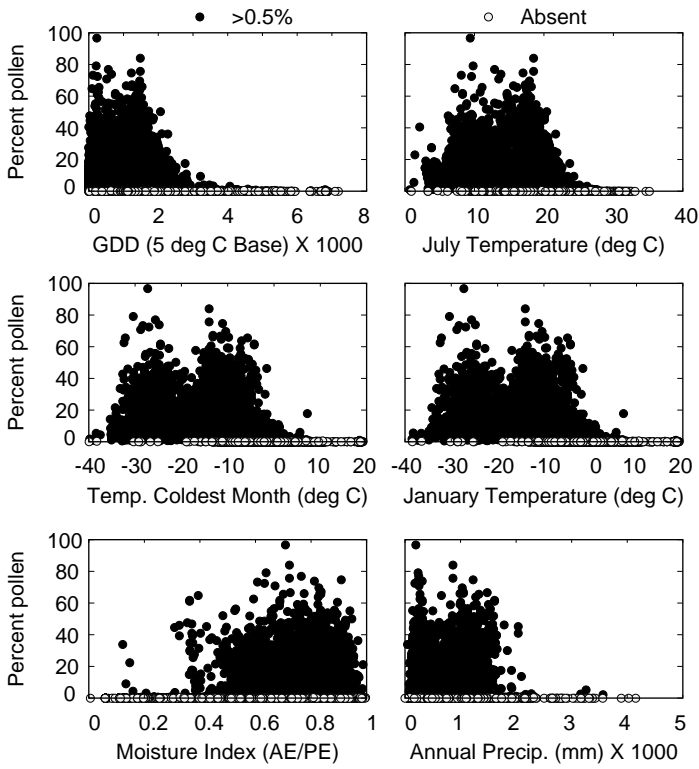 >0.5% Absent
Percent pollen
100
80
60
40
20
0
0 2 4 6 8
GDD (5 deg C Base) X 1000
0 10 20 30 40
July Temperature (deg C)
Percent pollen
100
80
60
40
20
0
-40 -30 -20 -10 0 10 20
Temp. Coldest Month (deg C)
-40 -30 -20 -10 0 10 20
January Temperature (deg C)
Percent pollen
100
80
60
40
20
0
0 0.2 0.4 0.6 0.8 1
Moisture Index (AE/PE)
0 1 2 3 4 5
Annual Precip. (mm) X 1000